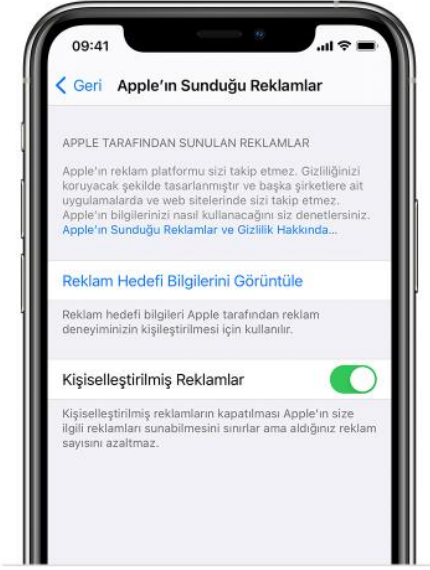 09:41
Geri Apple'ın Sunduğu Reklamlar
APPLE TARAFINDAN SUNULAN REKLAMLAR
Apple'ın reklam platformu sizi takip etmez. Gizliliğinizi
koruyacak şekilde tasarlanmıştır ve başka şirketlere ait
uygulamalarda ve web sitelerinde sizi takip etmez.
Apple'ın bilgilerinizi nasıl kullanacağını siz denetlersiniz.
Apple'ın Sunduğu Reklamlar ve Gizlilik Hakkında...
Reklam Hedefi Bilgilerini Görüntüle
Reklam hedefi bilgileri Apple tarafından reklam
deneyiminizin kişileştirilmesi için kullanılır.
Kişiselleştirilmiş Reklamlar
Kişiselleştirilmiş reklamların kapatılması Apple'ın size
ilgili reklamları sunabilmesini sınırlar ama aldığınız reklam
sayısını azaltmaz.